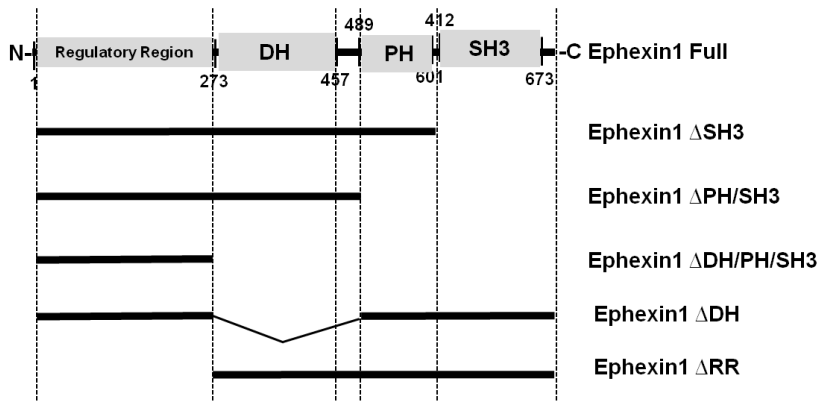 489 412
N- Regulatory Region DH PH SH3 -C Ephexin1 Full
1 273 457 601 673
Ephexin1 ΔSH3
Ephexin1 ΔPH/SH3
Ephexin1 ΔDH/PH/SH3
Ephexin1 ΔDH
Ephexin1 ΔRR